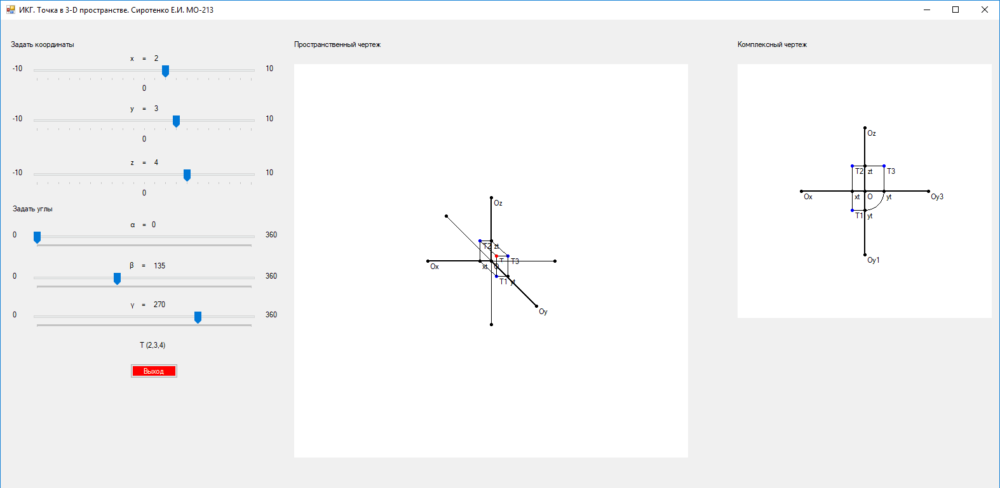 ИКГ. Точка в 3-D пространстве. Сиротенко Е.И. МО-213
Задать координаты
x = 2
-10 10
0
y = 3
-10 10
0
z = 4
-10 10
0
Задать углы
α = 0
0 360
β = 135
0 360
γ = 270
0 360
T (2,3,4)
Выход
Пространственный чертеж
Oz
T2 zt
T T3
Ox xt O
T1 yt
Oy
Комплексный чертеж
Oz
T2 zt T3
Ox xt O yt Oy3
T1 yt
Oy1